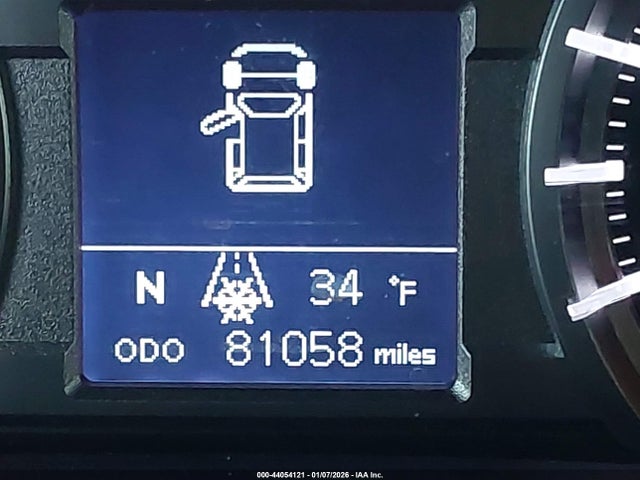 N 34 °F
ODO 81058 miles
000-44054121 - 01/07/2026 - IAA Inc.